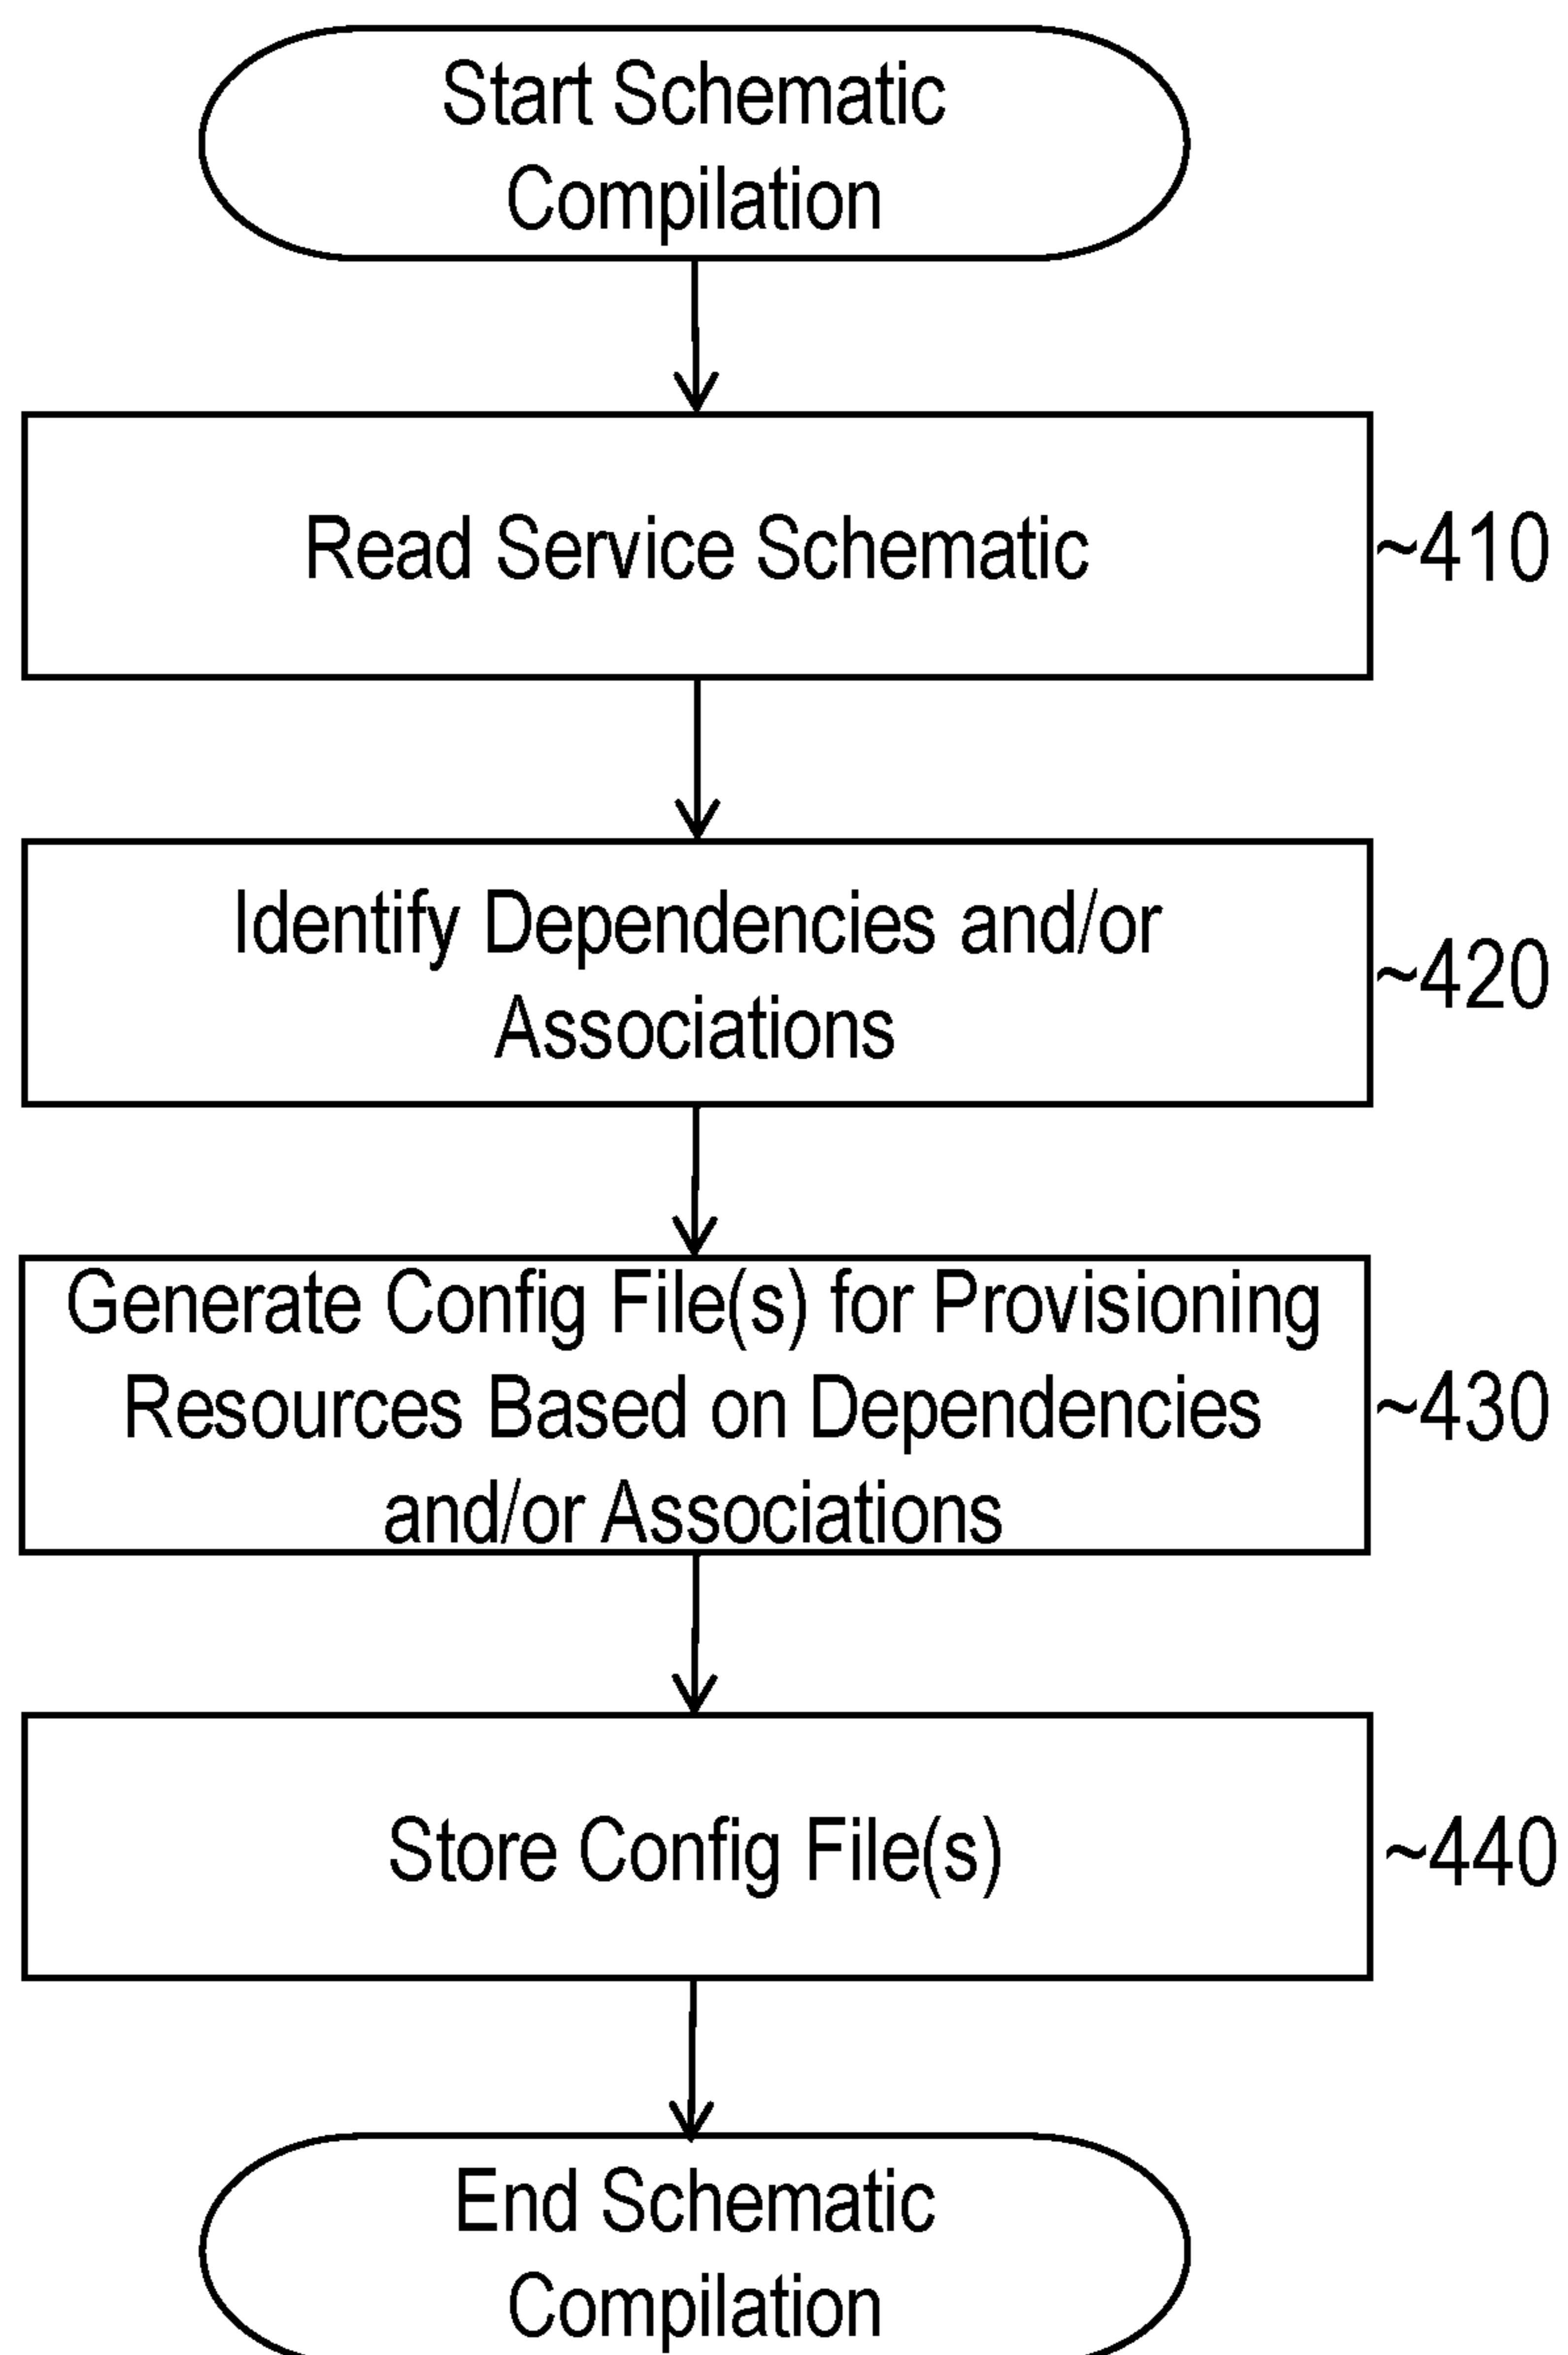 Start Schematic
Compilation
Read Service Schematic
~410
Identify Dependencies and/or
Associations
~420
Generate Config File(s) for Provisioning
Resources Based on Dependencies
and/or Associations
~430
Store Config File(s)
~440
End Schematic
Compilation